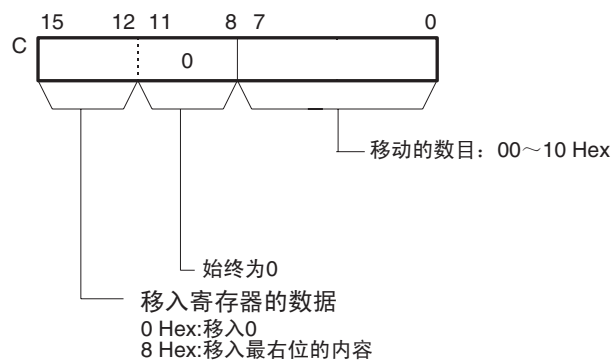 15 12 11 8 7 0
C 0
移动的数目：00～10 Hex
始终为0
移入寄存器的数据
0 Hex:移入0
8 Hex:移入最右位的内容